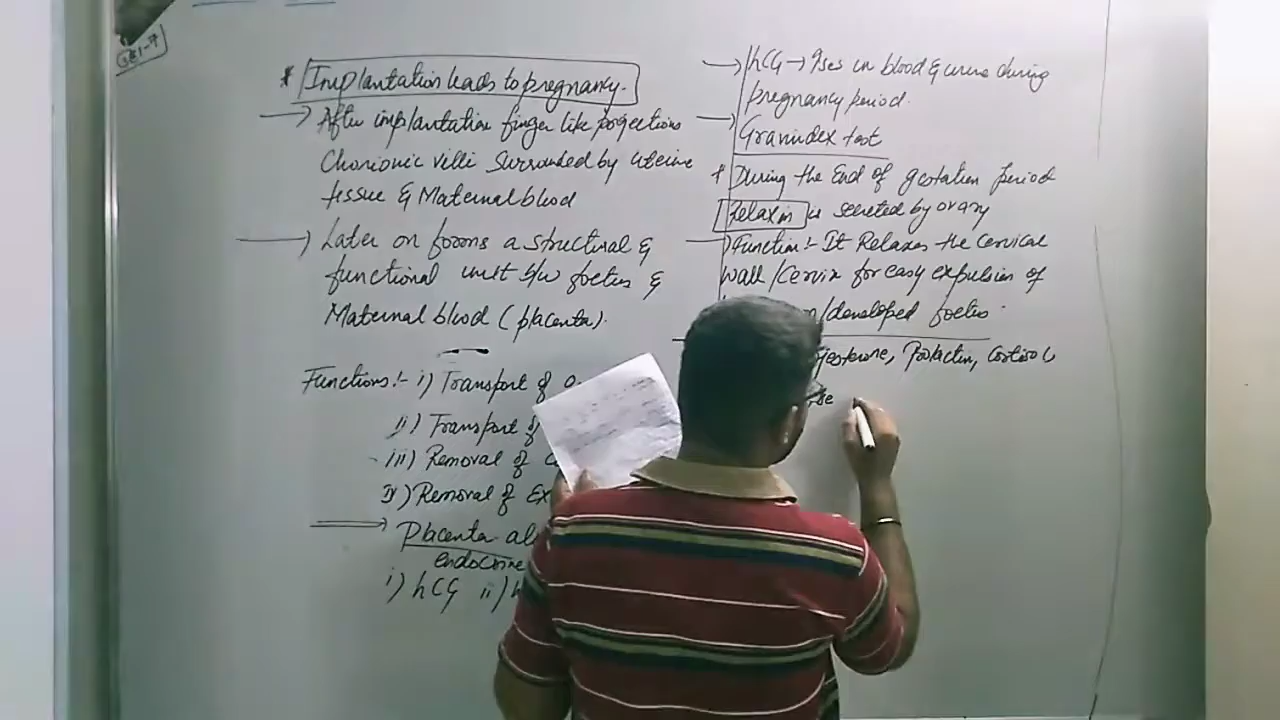 * Implantation leads to pregnancy.
→ After implantation finger like projections
Chorionic villi surrounded by uterine
tissue & Maternal blood
→ Later on forms a structural &
functional unit b/w foetus &
Maternal blood (placenta).
Functions:- i) Transport of
ii) Transport of
iii) Removal of
iv) Removal of Ex
→ Placenta al
endocrine
i) hCG ii) h
→ hCG → Rises in blood & urine during
pregnancy period.
→ Gravindex test
* During the End of gestation period
Relaxin is secreted by ovary
→ Function:- It Relaxes the cervical
wall/cervix for easy expulsion of
/developed foetus.
esterone, Prolactin, Cortisol